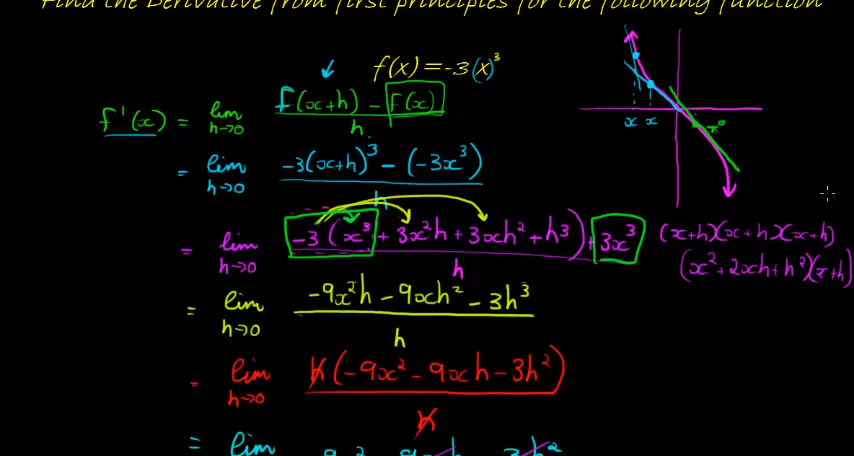 Find the Derivative from first principles for the following function
f(x) = -3(x)³
f'(x) = lim h→0 f(x+h) - f(x) / h
= lim h→0 -3(x+h)³ - (-3x³) / h
= lim h→0 -3(x³ + 3x²h + 3xh² + h³) + 3x³ / h
= lim h→0 -9x²h - 9xh² - 3h³ / h
= lim h→0 h(-9x² - 9xh - 3h²) / h
= lim
x x
(x+h)(x+h)(x+h)
(x² + 2xh + h²)(x+h)